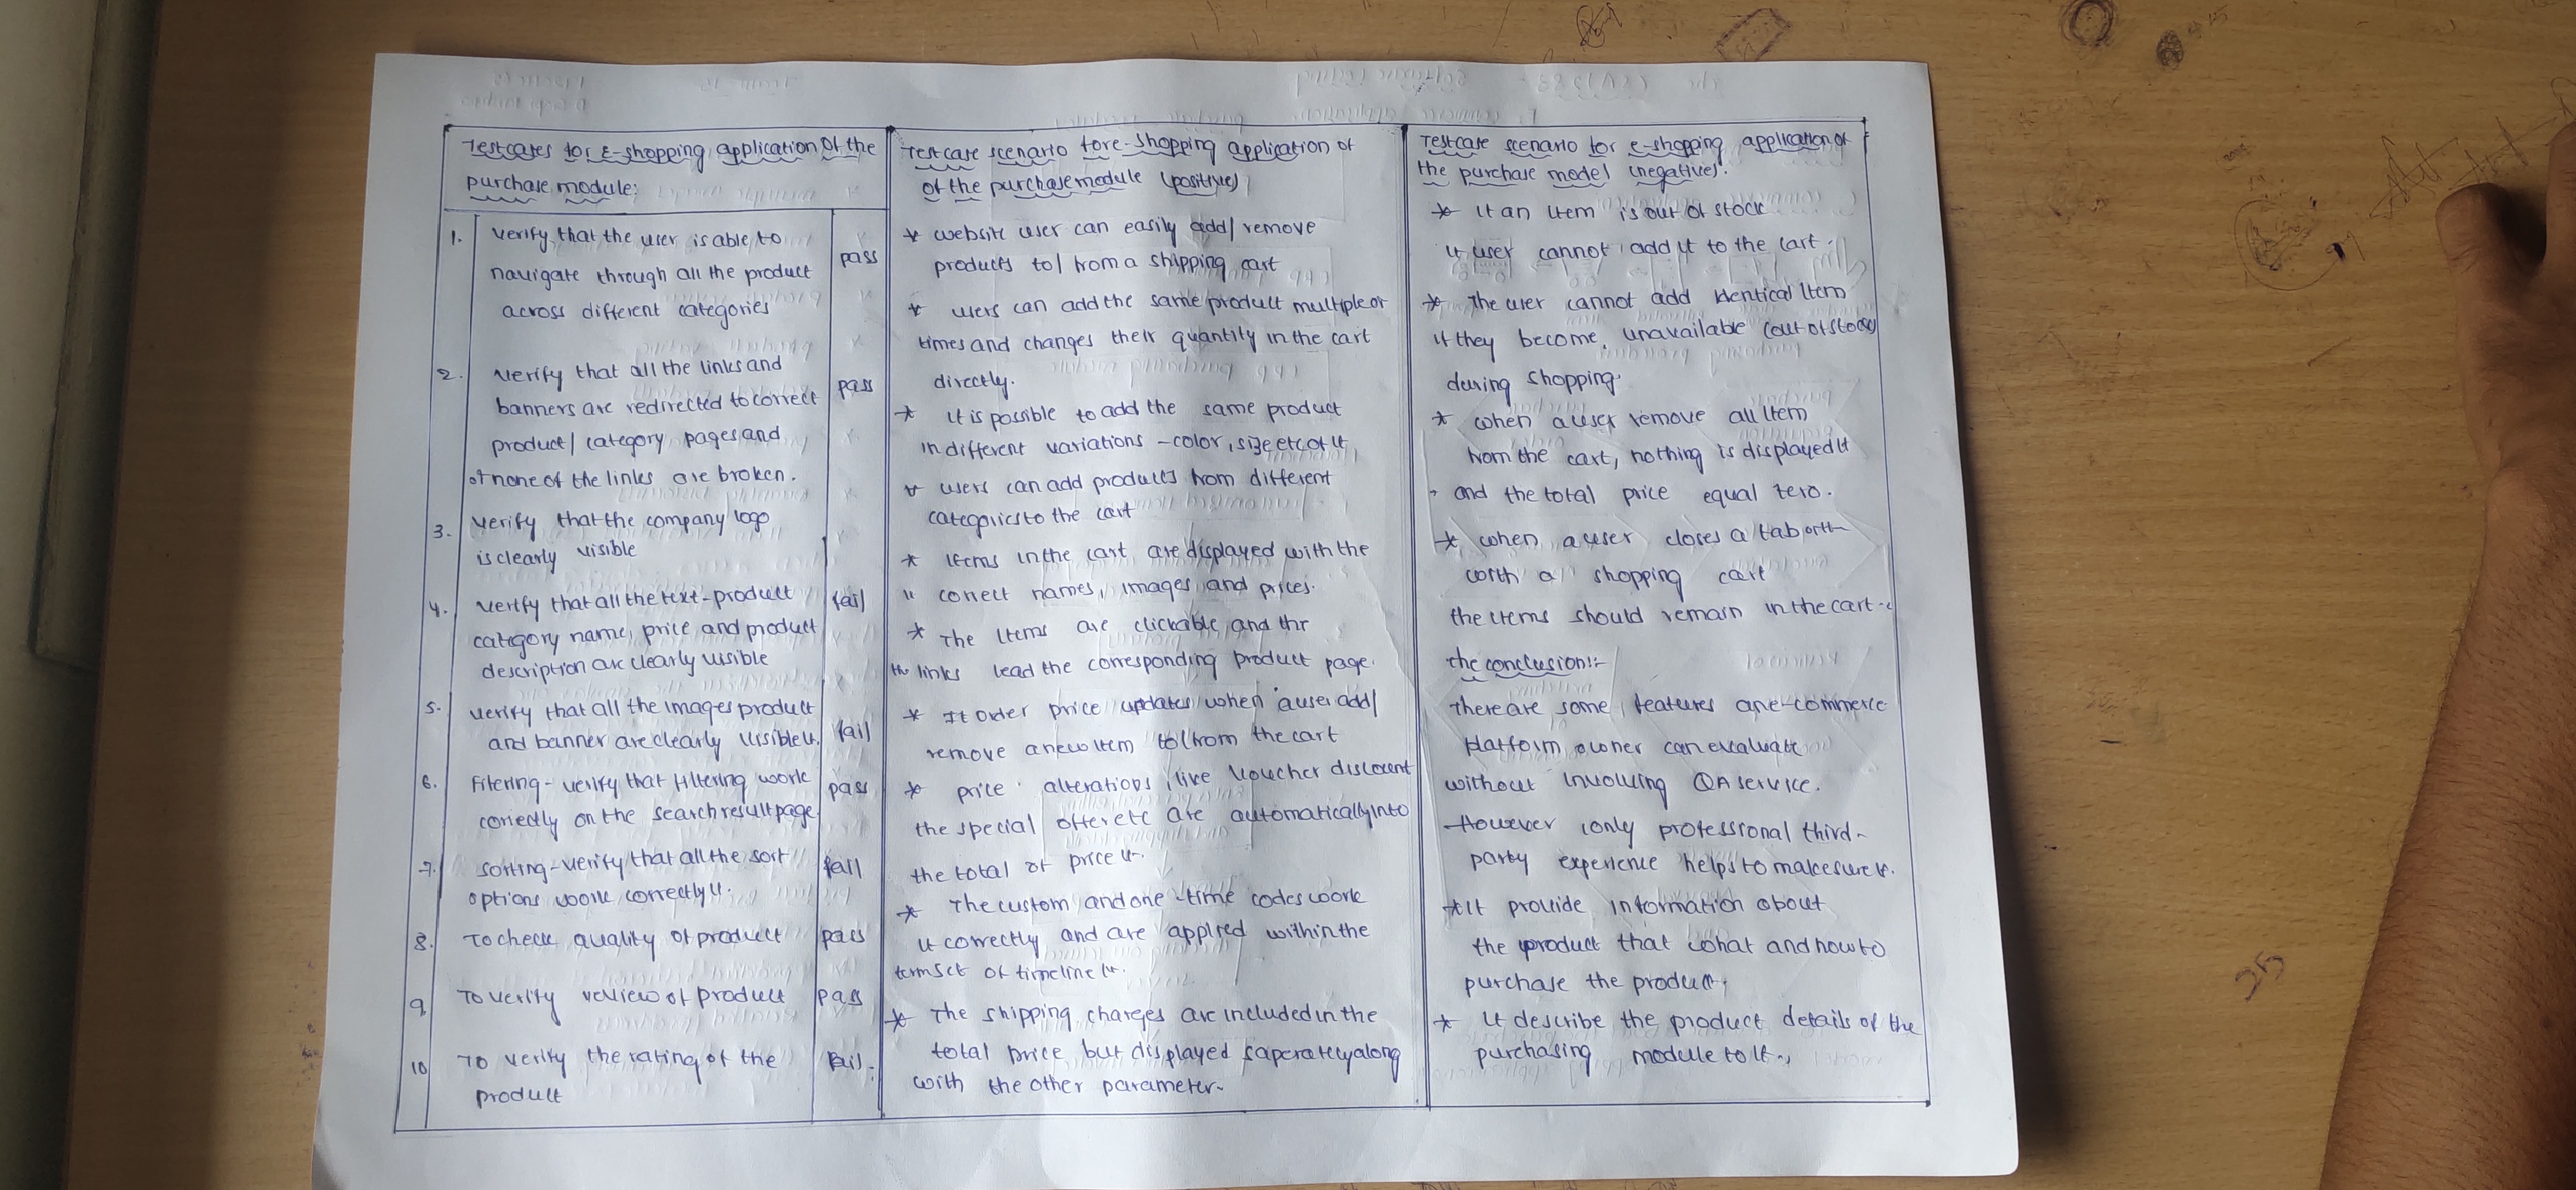 Testcases for E-shopping application of the
purchase module:
1. verify that the user is able to
navigate through all the product
across different categories
pass
2. verify that all the links and
banners are redirected to correct
product/category pages and
of none of the links are broken.
pass
3. verify that the company logo
is clearly visible
4. verify that all the text-product
category name, price and product
description are clearly visible
fail
5. verify that all the images product
and banner are clearly visible
fail
6. Filtering - verify that filtering work
correctly on the search result page
pass
7. Sorting - verify that all the sort
options work correctly
fail
8. To check quality of product
pass
9 To verify review of product
pass
10 To verify the rating of the
product
fail
Test case scenario for e-shopping application of
of the purchase module (positive)
* website user can easily add/remove
products to/from a shipping cart
* users can add the same product multiple of
times and changes their quantity in the cart
directly.
* it is possible to add the same product
in different variations - color, size etc of it
* users can add products from different
categories to the cart
* items in the cart are displayed with the
correct names, images and prices.
* The items are clickable and thr
the links lead the corresponding product page.
* If order price updates when a user add/
remove a new item to/from the cart
* price alterations like voucher discount
the special offer etc are automatically into
the total of price
* The custom and one-time codes work
it correctly and are applied within the
termset of timeline
* The shipping charges are included in the
total price but displayed saperately along
with the other parameter.
Test case scenario for e-shopping application of
the purchase model (negative):
* If an item is out of stock
it user cannot add it to the cart.
* The user cannot add identical item
if they become unavailable (out of stock)
during shopping.
* when a user remove all item
from the cart, nothing is displayed it
and the total price equal zero.
* when a user closes a tab with
with a shopping cart
the items should remain in the cart
the conclusion:-
There are some features an e-commerce
platform owner can evaluate
without involving QA service.
However only professional third-
party experience helps to make sure
* It provide information about
the product that what and how to
purchase the product.
* It describe the product details of the
purchasing module to it.